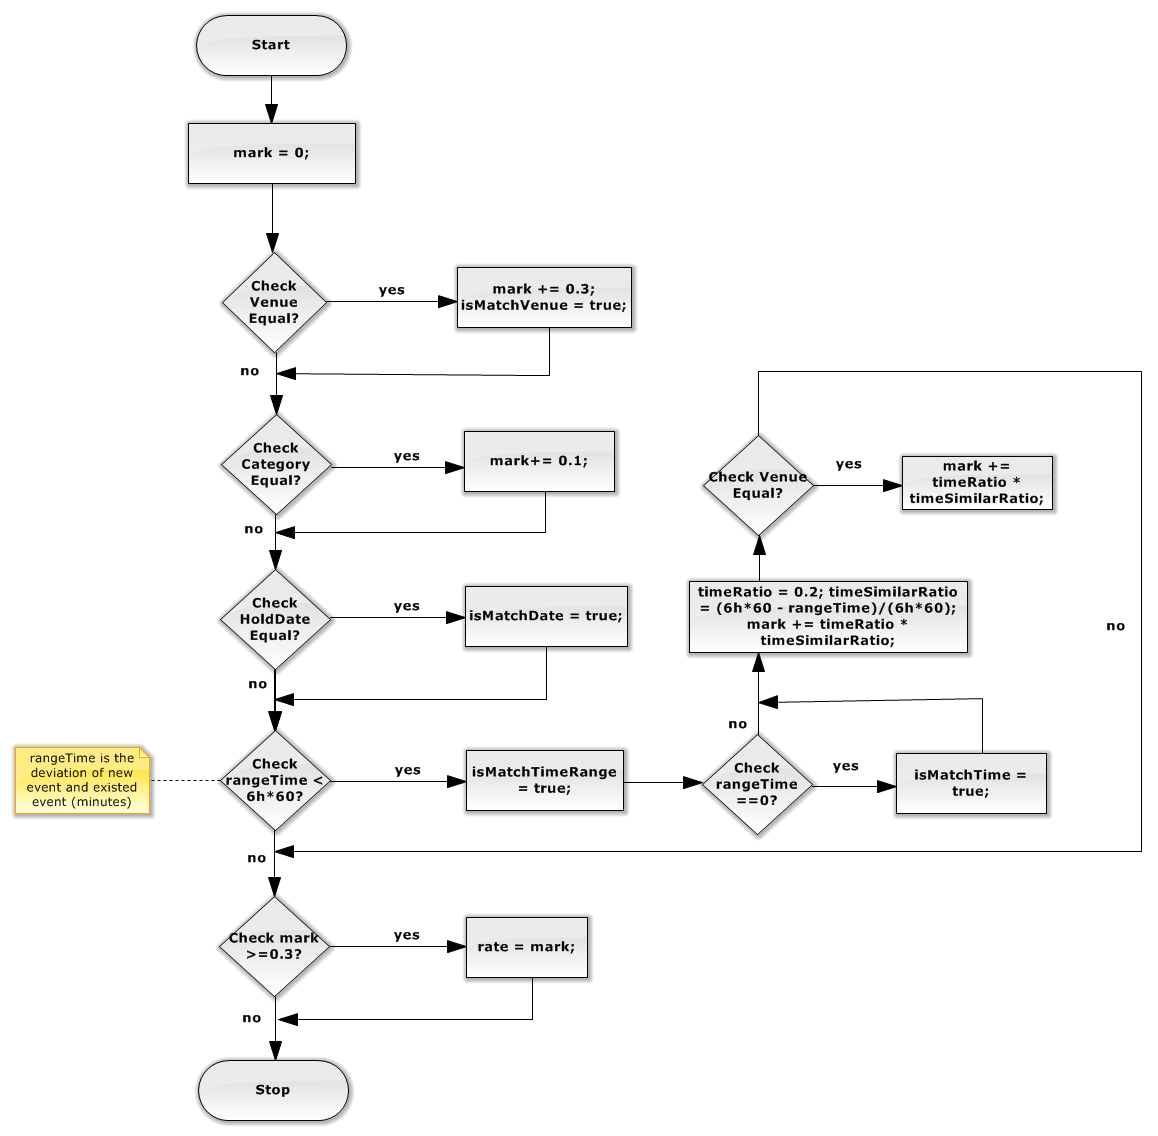 Start
mark = 0;
Check
Venue
Equal?
yes
mark += 0.3;
isMatchVenue = true;
no
Check
Category
Equal?
yes
mark+= 0.1;
no
Check
HoldDate
Equal?
yes
isMatchDate = true;
no
rangeTime is the
deviation of new
event and existed
event (minutes)
Check
rangeTime <
6h*60?
yes
isMatchTimeRange
= true;
Check
rangeTime
==0?
yes
isMatchTime =
true;
no
timeRatio = 0.2; timeSimilarRatio
= (6h*60 - rangeTime)/(6h*60);
mark += timeRatio *
timeSimilarRatio;
Check Venue
Equal?
yes
mark +=
timeRatio *
timeSimilarRatio;
no
no
Check mark
>=0.3?
yes
rate = mark;
no
Stop